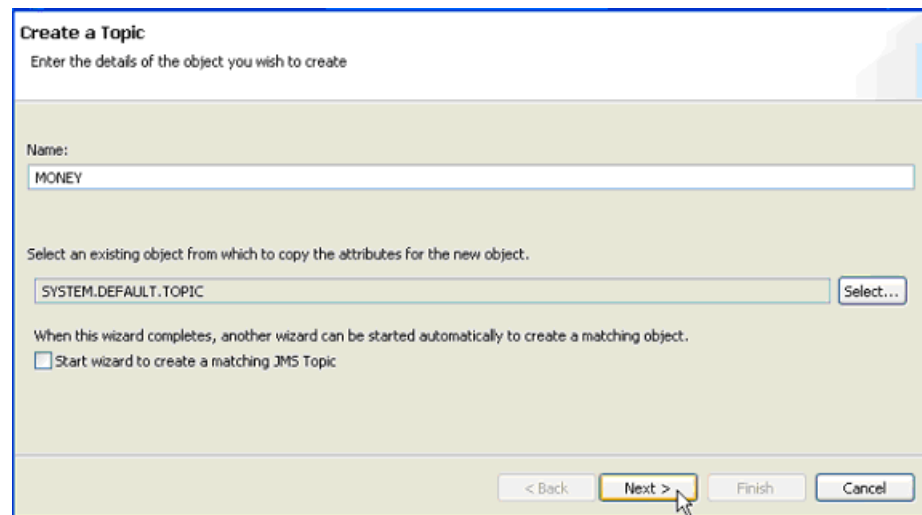 Create a Topic
Enter the details of the object you wish to create
Name:
MONEY
Select an existing object from which to copy the attributes for the new object.
SYSTEM.DEFAULT.TOPIC
Select...
When this wizard completes, another wizard can be started automatically to create a matching object.
Start wizard to create a matching JMS Topic
< Back Next > Finish Cancel